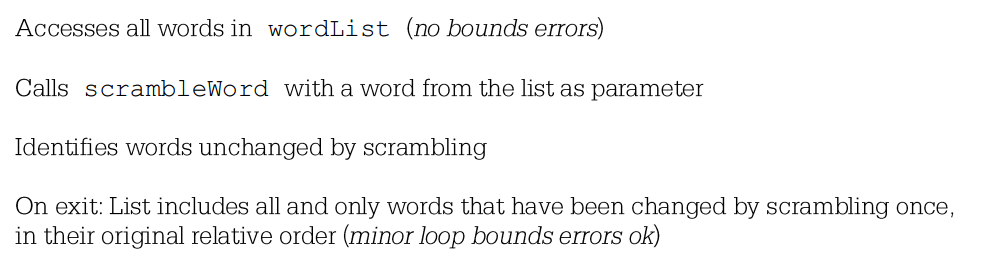 Accesses all words in wordList (no bounds errors)
Calls scrambleWord with a word from the list as parameter
Identifies words unchanged by scrambling
On exit: List includes all and only words that have been changed by scrambling once,
in their original relative order (minor loop bounds errors ok)